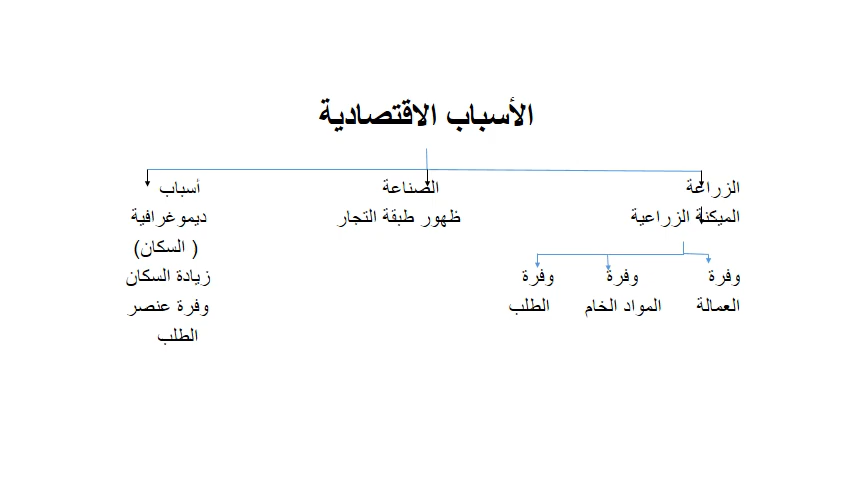 الأسباب الاقتصادية
الزراعة
الميكنة الزراعية
وفرة
العمالة
وفرة
المواد الخام
وفرة
الطلب
الصناعة
ظهور طبقة التجار
أسباب
ديموغرافية
( السكان)
زيادة السكان
وفرة عنصر
الطلب